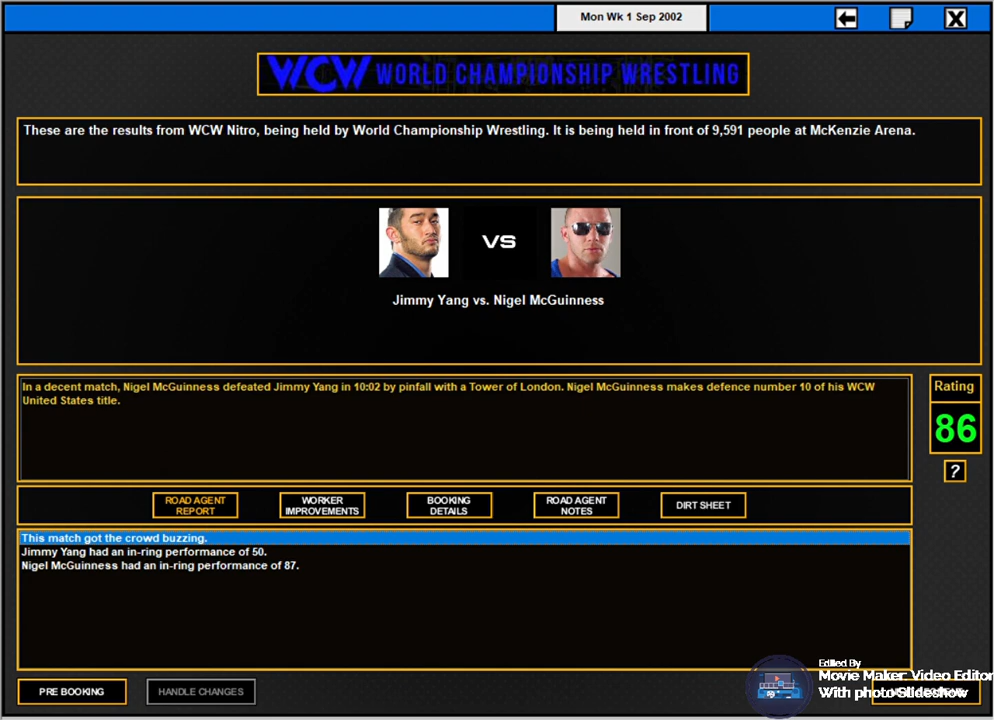 Mon Wk 1 Sep 2002
WCW WORLD CHAMPIONSHIP WRESTLING
These are the results from WCW Nitro, being held by World Championship Wrestling. It is being held in front of 9,591 people at McKenzie Arena.
VS
Jimmy Yang vs. Nigel McGuinness
In a decent match, Nigel McGuinness defeated Jimmy Yang in 10:02 by pinfall with a Tower of London. Nigel McGuinness makes defence number 10 of his WCW
United States title.
Rating
86
?
ROAD AGENT
REPORT
WORKER
IMPROVEMENTS
BOOKING
DETAILS
ROAD AGENT
NOTES
DIRT SHEET
This match got the crowd buzzing.
Jimmy Yang had an in-ring performance of 50.
Nigel McGuinness had an in-ring performance of 87.
PRE BOOKING
HANDLE CHANGES
Edited By
Movie Maker: Video Editor
With photo Slideshow